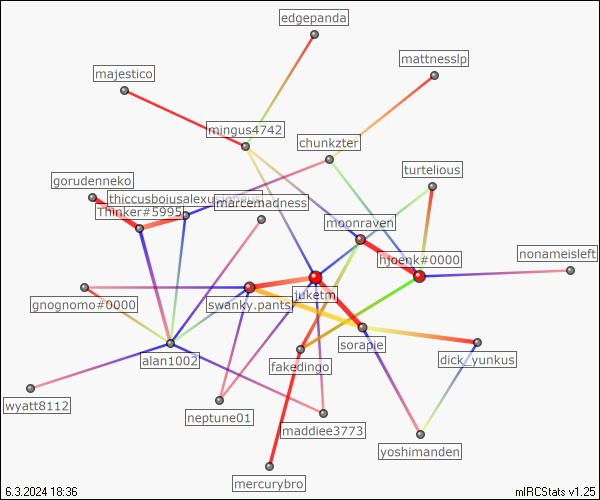 edgepanda
mattnesslp
majestico
mingus4742
chunkzter
turtelious
gorudenneko
marcemadness
Thinker#5995
moonraven
hjoenk#0000
nonameisleft
gnognomo#0000
swanky.pants
juketm
sorapie
alan1002
fakedingo
dick_yunkus
wyatt8112
neptune01
maddiee3773
yoshimanden
mercurybro
6.3.2024 18:36
mIRCStats v1.25